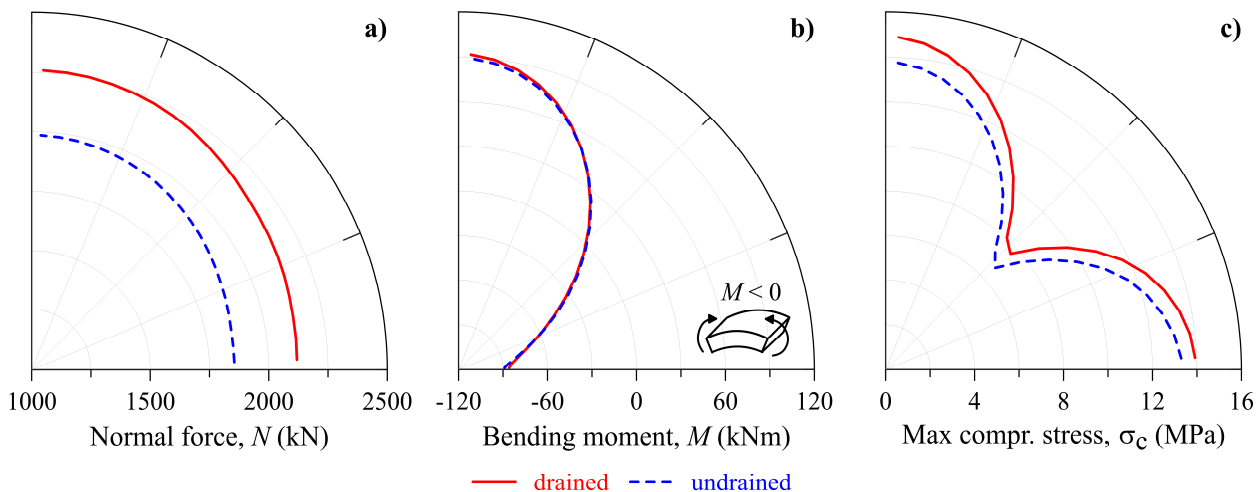 a)
b)
c)
M < 0
1000 1500 2000 2500
-120 -60 0 60 120
0 4 8 12 16
Normal force, N (kN)
Bending moment, M (kNm)
Max compr. stress, σc (MPa)
drained undrained